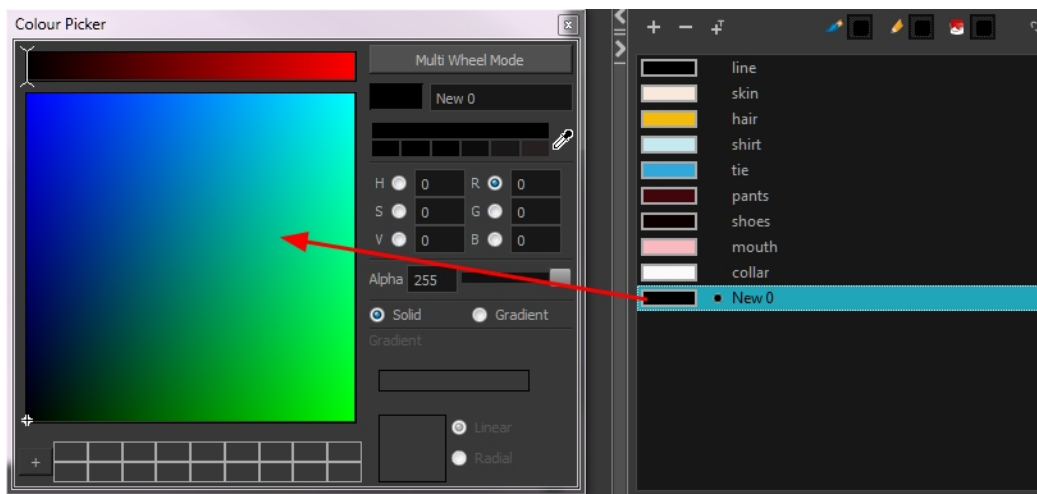 Colour Picker
Multi Wheel Mode
New 0
H 0 R 0
S 0 G 0
V 0 B 0
Alpha 255
Solid Gradient
Gradient
Linear
Radial
line
skin
hair
shirt
tie
pants
shoes
mouth
collar
New 0